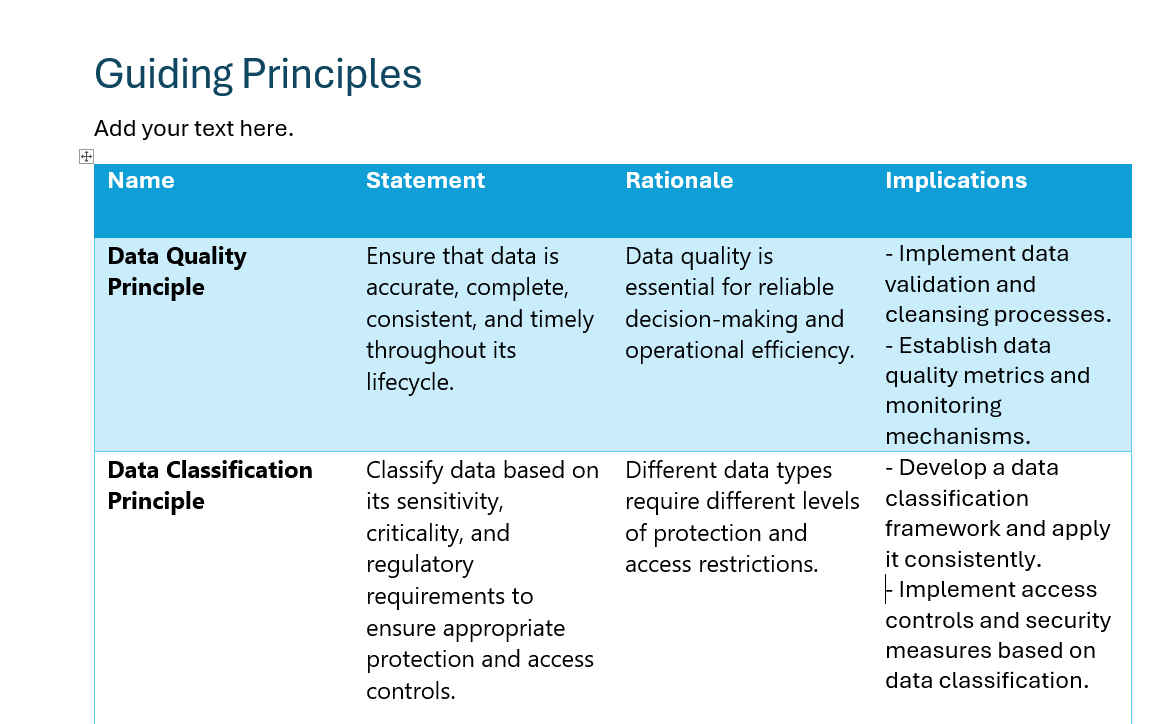 Guiding Principles
Add your text here.
Name
Statement
Rationale
Implications
Data Quality
Principle
Ensure that data is
accurate, complete,
consistent, and timely
throughout its
lifecycle.
Data quality is
essential for reliable
decision-making and
operational efficiency.
- Implement data
validation and
cleansing processes.
- Establish data
quality metrics and
monitoring
mechanisms.
Data Classification
Principle
Classify data based on
its sensitivity,
criticality, and
regulatory
requirements to
ensure appropriate
protection and access
controls.
Different data types
require different levels
of protection and
access restrictions.
- Develop a data
classification
framework and apply
it consistently.
- Implement access
controls and security
measures based on
data classification.